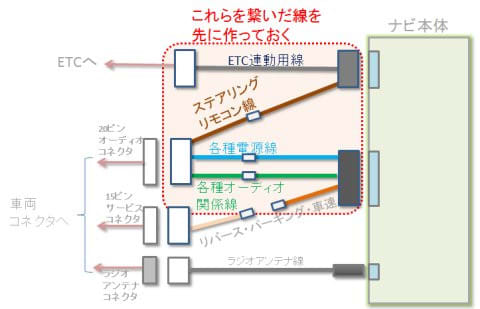 これらを繋いだ線を
先に作っておく
ナビ本体
ETCへ
ETC連動用線
ステアリング
リモコン線
20ピン
オーディオ
コネクタ
各種電源線
各種オーディオ
関係線
車両
コネクタへ
15ピン
サービス
コネクタ
リバース・パーキング・車速
ラジオ
アンテナ
コネクタ
ラジオアンテナ線